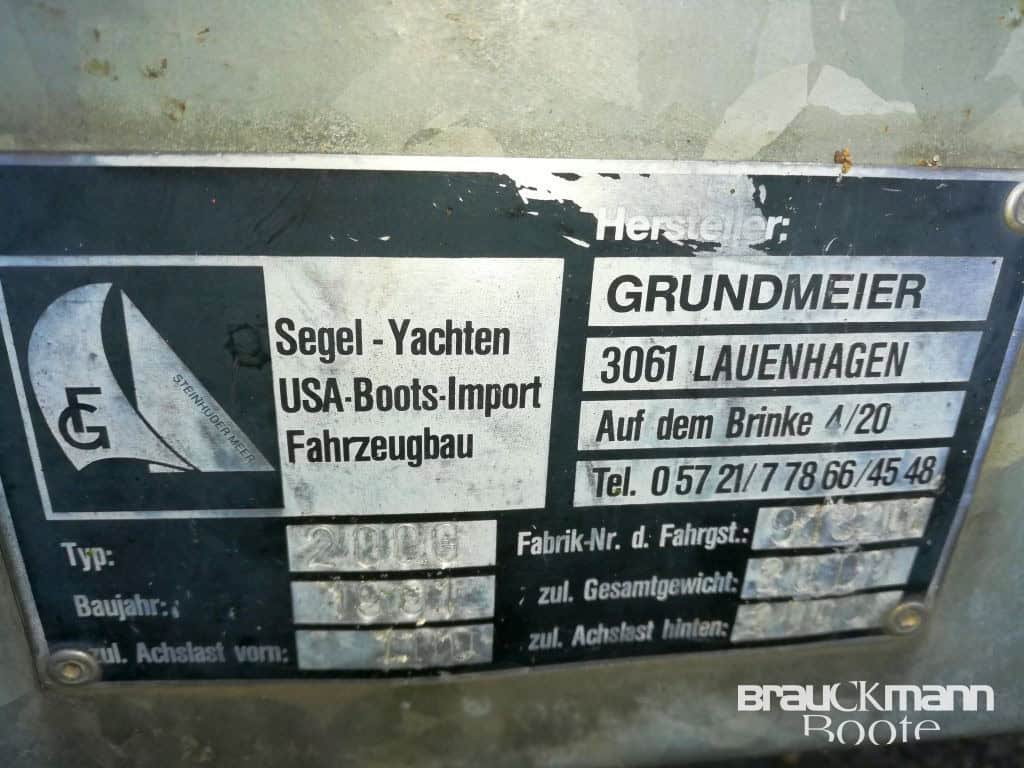 Hersteller:
GRUNDMEIER
3061 LAUENHAGEN
Auf dem Brinke 4/20
Tel. 0 57 21/7 78 66/45 48
GF
STEINHUDER MEER
Segel - Yachten
USA-Boots-Import
Fahrzeugbau
Typ:
Baujahr: 1991
zul. Achslast vorn:
Fabrik-Nr. d. Fahrgst.:
zul. Gesamtgewicht:
zul. Achslast hinten:
Brauckmann
Boote